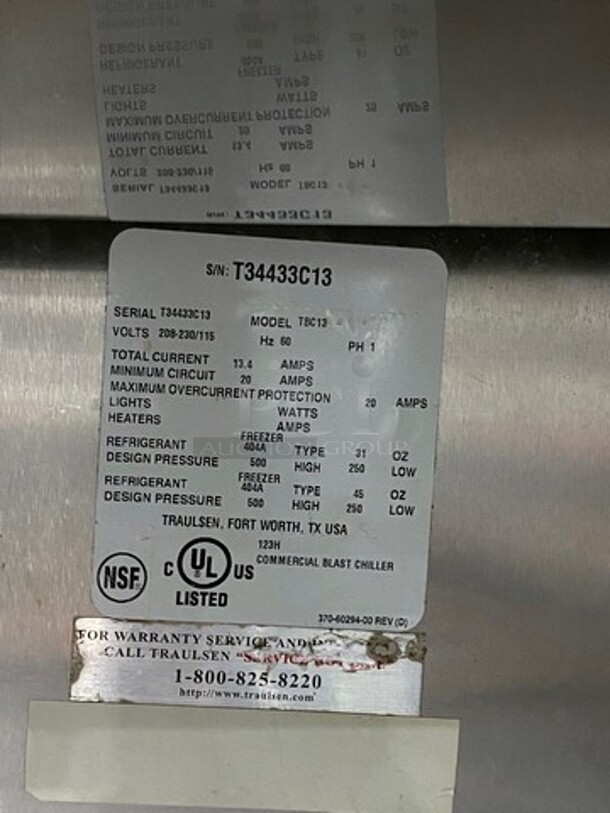 S/N: T34433C13
SERIAL T34433C13 MODEL TBC13
VOLTS 208-230/115 Hz 60 PH 1
TOTAL CURRENT 13.4 AMPS
MINIMUM CIRCUIT 20 AMPS
MAXIMUM OVERCURRENT PROTECTION 20 AMPS
LIGHTS WATTS
HEATERS AMPS
FREEZER
REFRIGERANT 404A TYPE 31 OZ
DESIGN PRESSURE 500 HIGH 250 LOW
FREEZER
REFRIGERANT 404A TYPE 45 OZ
DESIGN PRESSURE 500 HIGH 250 LOW
TRAULSEN, FORT WORTH, TX USA
123H
COMMERCIAL BLAST CHILLER
NSF
C UL US
LISTED
370-60294-00 REV (D)
FOR WARRANTY SERVICE AND
CALL TRAULSEN "SERVICE
1-800-825-8220
http://www.traulsen.com
AUCTION GROUP